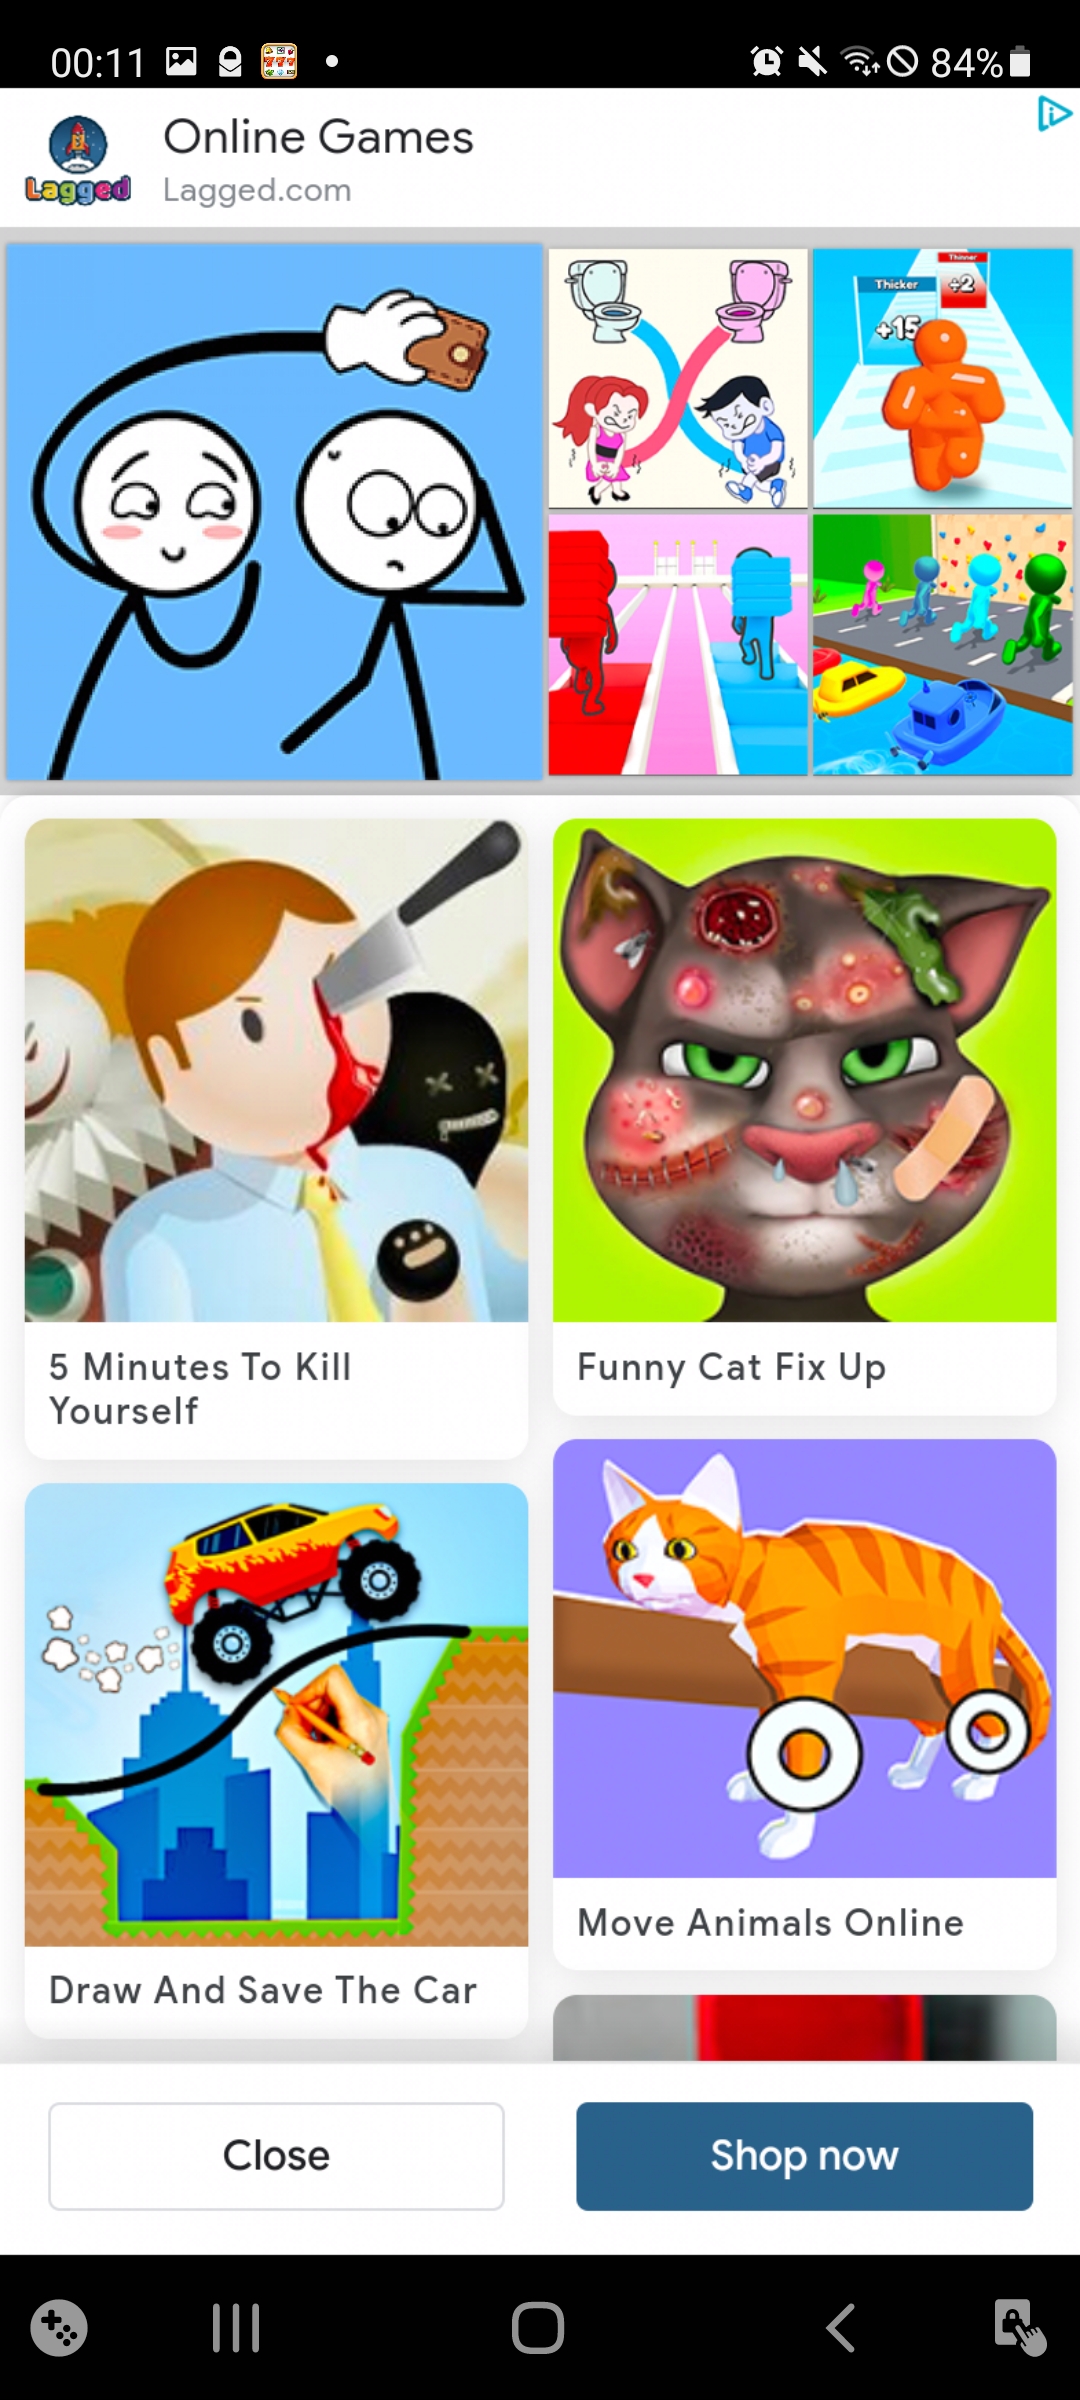 00:11
84%
Online Games
Lagged
Lagged.com
Thicker
+15
Thinner
÷2
5 Minutes To Kill
Yourself
Funny Cat Fix Up
Draw And Save The Car
Move Animals Online
Close
Shop now